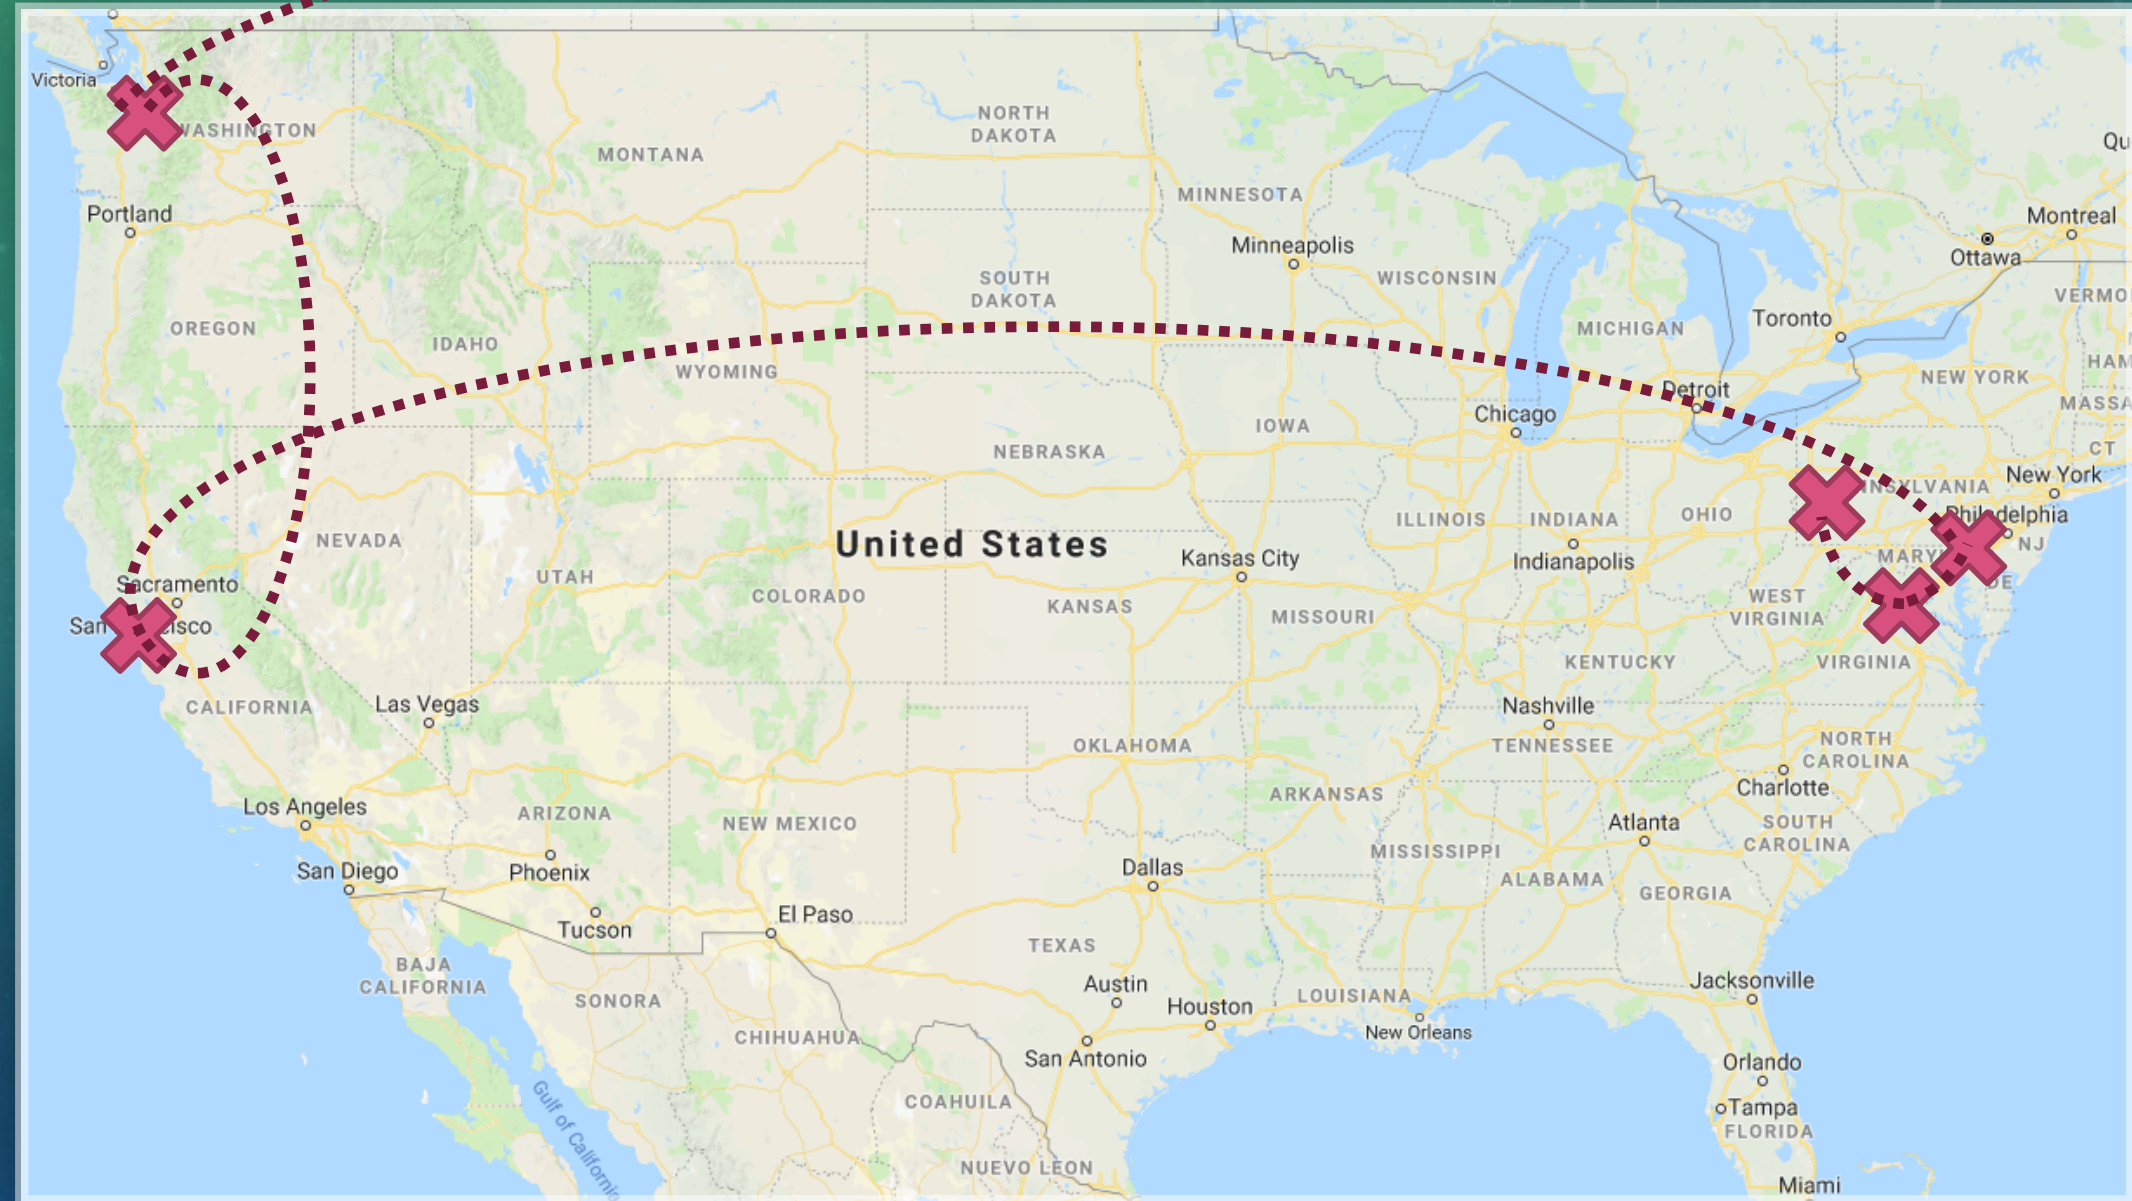 Victoria
WASHINGTON
MONTANA
NORTH
DAKOTA
MINNESOTA
Qu
Portland
Montreal
Minneapolis
Ottawa
SOUTH
DAKOTA
WISCONSIN
VERMO
OREGON
IDAHO
Toronto
MICHIGAN
HAM
WYOMING
NEW YORK
Detroit
MASSA
Chicago
IOWA
NEBRASKA
CT
New York
NSYLVANIA
Philadelphia
ILLINOIS
INDIANA
OHIO
NEVADA
United States
NJ
Kansas City
Indianapolis
MARY
DE
Sacramento
UTAH
COLORADO
KANSAS
MISSOURI
WEST
VIRGINIA
San
isco
KENTUCKY
VIRGINIA
CALIFORNIA
Las Vegas
Nashville
OKLAHOMA
TENNESSEE
NORTH
CAROLINA
Charlotte
Los Angeles
ARIZONA
NEW MEXICO
ARKANSAS
Atlanta
SOUTH
CAROLINA
San Diego
Phoenix
Dallas
MISSISSIPPI
ALABAMA
GEORGIA
Tucson
El Paso
TEXAS
BAJA
CALIFORNIA
SONORA
Austin
Houston
LOUISIANA
Jacksonville
CHIHUAHUA
New Orleans
San Antonio
Orlando
Gulf of California
COAHUILA
Tampa
FLORIDA
NUEVO LEON
Miami